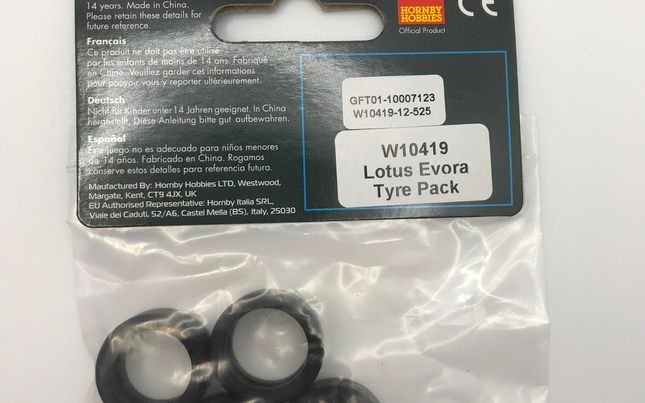 14 years. Made in China.
Please retain these details for
future reference.
Français
Ce produit ne doit pas être utilisé
par les enfants de moins de 14 ans. Fabriqué
en China. Veuillez garder ces informations
pour pouvoir y reporter ultérieurement.
Deutsch
Nicht für Kinder unter 14 Jahren geeignet. In China
hergestellt. Diese Anleitung bitte gut aufbewahren.
Español
Este juego no es adecuado para niños menores
de 14 años. Fabricado en China. Rogamos
conserve estos detalles para referencia futura.
Manufactured By: Hornby Hobbies LTD, Westwood,
Margate, Kent, CT9 4JX, UK
EU Authorised Representative: Hornby Italia SRL,
Viale dei Caduti, 52/A6, Castel Mella (BS), Italy, 25030
HORNBY
HOBBIES
Official Product
CE
GFT01-10007123
W10419-12-525
W10419
Lotus Evora
Tyre Pack